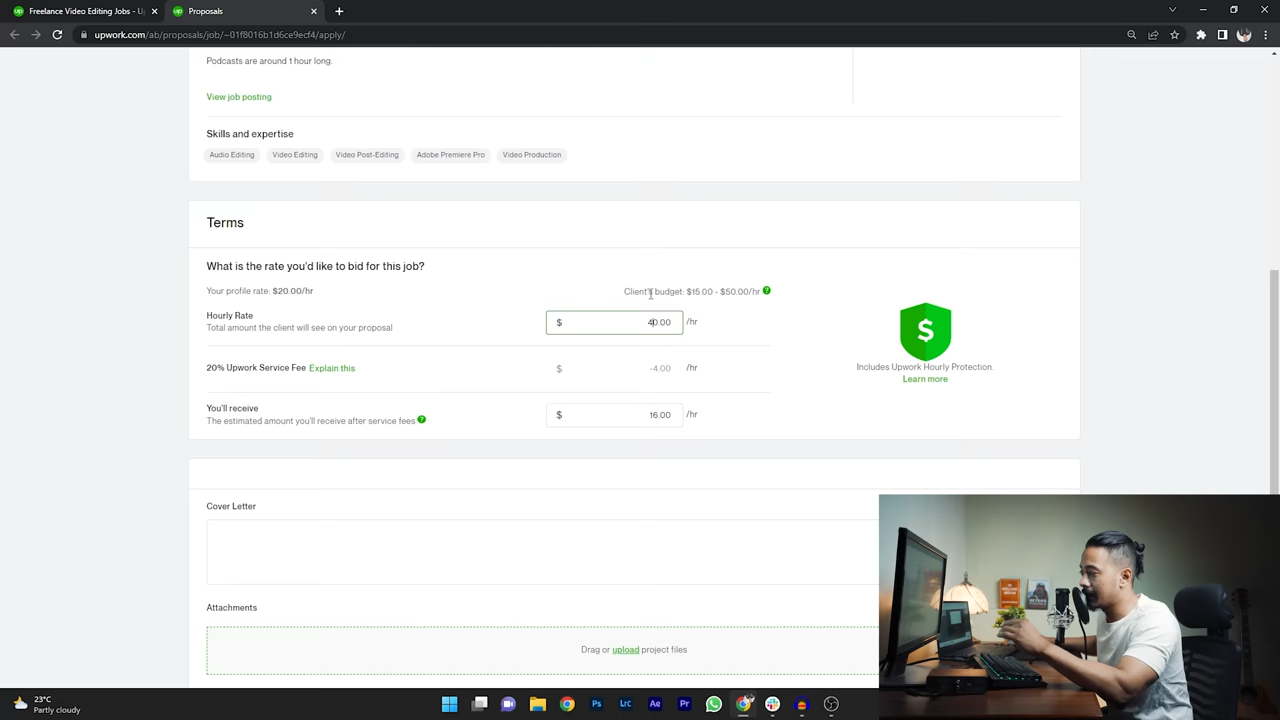 Freelance Video Editing Jobs - U
Proposals
upwork.com/ab/proposals/job/~01f8016b1d6ce9ecf4/apply/
Podcasts are around 1 hour long.
View job posting
Skills and expertise
Audio Editing Video Editing Video Post-Editing Adobe Premiere Pro Video Production
Terms
What is the rate you'd like to bid for this job?
Your profile rate: $20.00/hr
Client's budget: $15.00 - $50.00/hr
Hourly Rate
Total amount the client will see on your proposal
$ 40.00 /hr
20% Upwork Service Fee Explain this
$ -4.00 /hr
You'll receive
The estimated amount you'll receive after service fees
$ 16.00 /hr
Includes Upwork Hourly Protection.
Learn more
Cover Letter
Attachments
Drag or upload project files
23°C
Partly cloudy
Ps Lrc Ae Pr